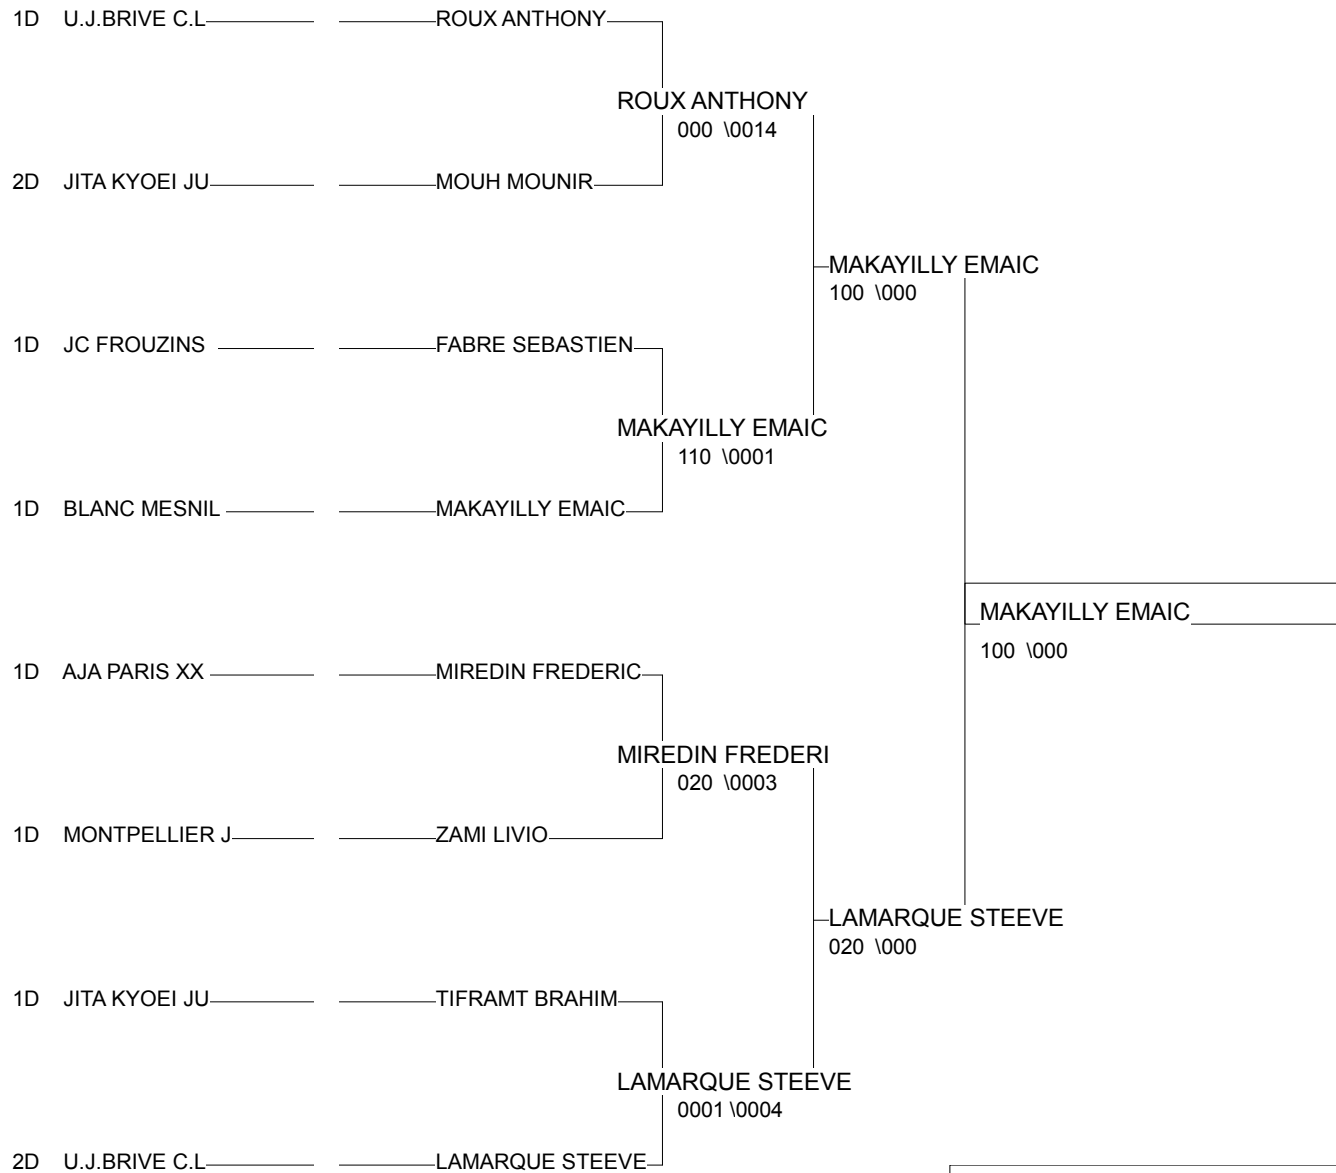 1D U.J.BRIVE C.L ROUX ANTHONY
ROUX ANTHONY
000 \0014
2D JITA KYOEI JU MOUH MOUNIR
MAKAYILLY EMAIC
100 \000
1D JC FROUZINS FABRE SEBASTIEN
MAKAYILLY EMAIC
110 \0001
1D BLANC MESNIL MAKAYILLY EMAIC
MAKAYILLY EMAIC
100 \000
1D AJA PARIS XX MIREDIN FREDERIC
MIREDIN FREDERI
020 \0003
1D MONTPELLIER J ZAMI LIVIO
LAMARQUE STEEVE
020 \000
1D JITA KYOEI JU TIFRAMT BRAHIM
LAMARQUE STEEVE
0001 \0004
2D U.J.BRIVE C.L LAMARQUE STEEVE